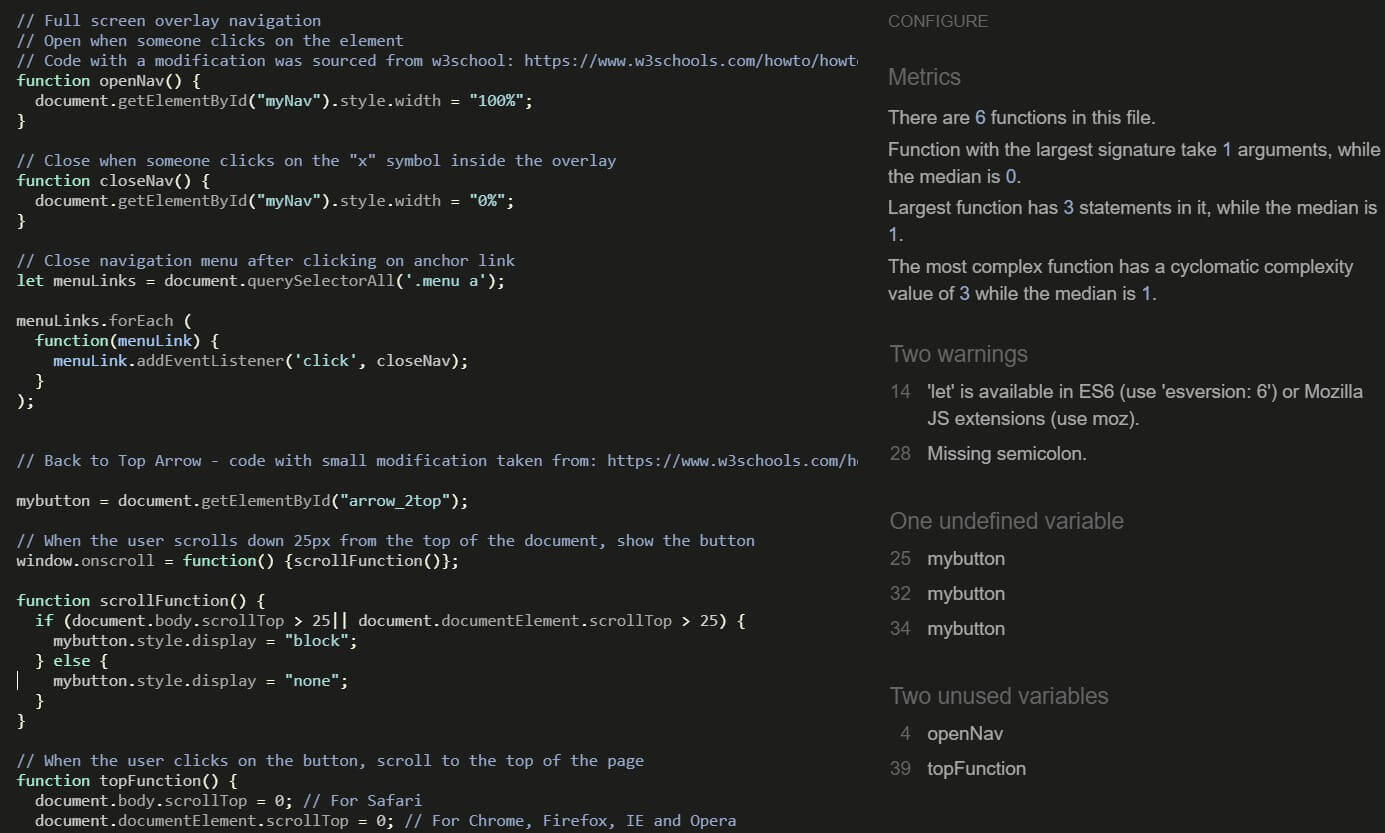 // Full screen overlay navigation
// Open when someone clicks on the element
// Code with a modification was sourced from w3school: https://www.w3schools.com/howto/howt
function openNav() {
  document.getElementById("myNav").style.width = "100%";
}
// Close when someone clicks on the "x" symbol inside the overlay
function closeNav() {
  document.getElementById("myNav").style.width = "0%";
}
// Close navigation menu after clicking on anchor link
let menuLinks = document.querySelectorAll('.menu a');
menuLinks.forEach (
  function(menuLink) {
    menuLink.addEventListener('click', closeNav);
  }
);
// Back to Top Arrow - code with small modification taken from: https://www.w3schools.com/h
mybutton = document.getElementById("arrow_2top");
// When the user scrolls down 25px from the top of the document, show the button
window.onscroll = function() {scrollFunction()};
function scrollFunction() {
  if (document.body.scrollTop > 25|| document.documentElement.scrollTop > 25) {
    mybutton.style.display = "block";
  } else {
    mybutton.style.display = "none";
  }
}
// When the user clicks on the button, scroll to the top of the page
function topFunction() {
  document.body.scrollTop = 0; // For Safari
  document.documentElement.scrollTop = 0; // For Chrome, Firefox, IE and Opera
CONFIGURE
Metrics
There are 6 functions in this file.
Function with the largest signature take 1 arguments, while
the median is 0.
Largest function has 3 statements in it, while the median is
1.
The most complex function has a cyclomatic complexity
value of 3 while the median is 1.
Two warnings
14 'let' is available in ES6 (use 'esversion: 6') or Mozilla
JS extensions (use moz).
28 Missing semicolon.
One undefined variable
25 mybutton
32 mybutton
34 mybutton
Two unused variables
4 openNav
39 topFunction